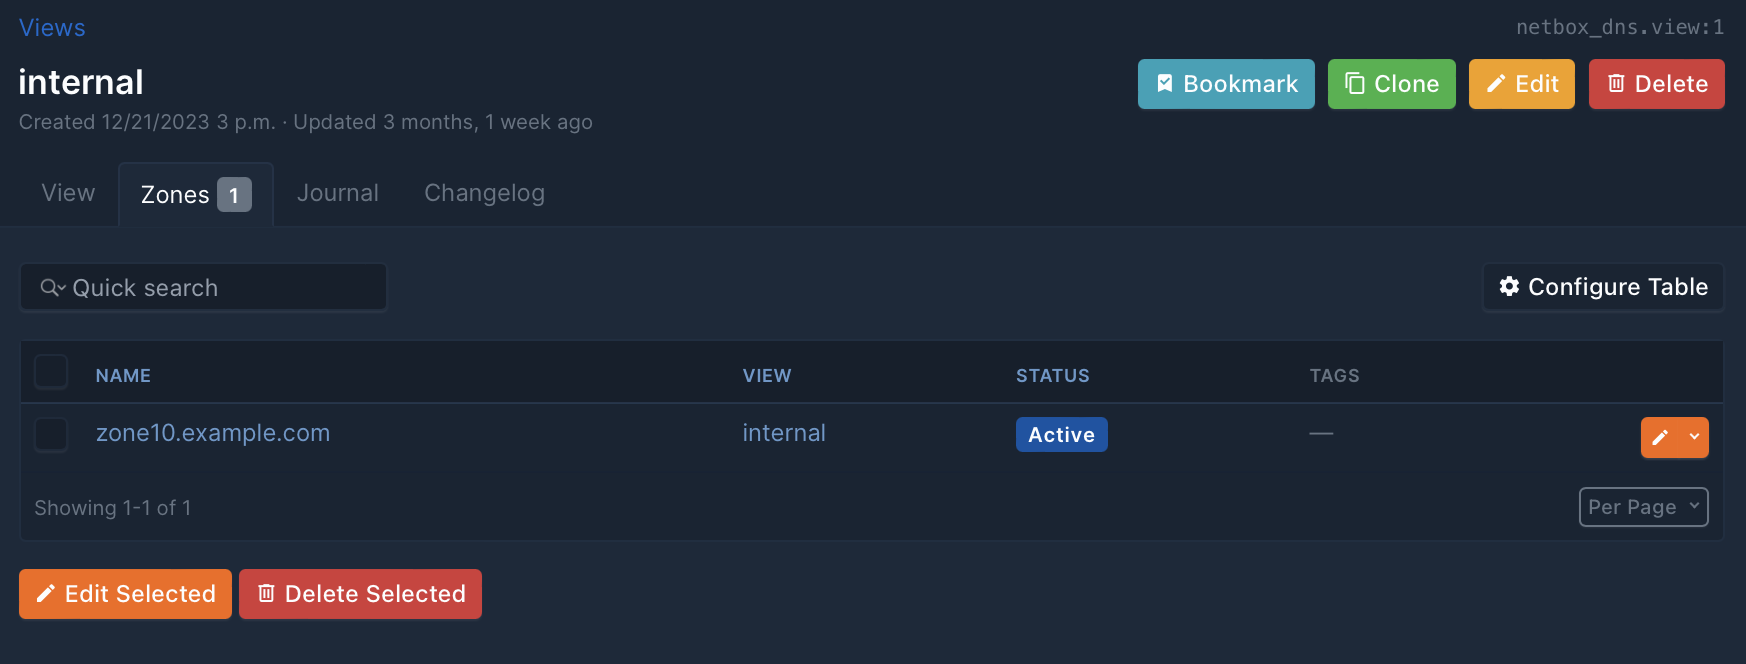 Views
netbox_dns.view:1
internal
Bookmark
Clone
Edit
Delete
Created 12/21/2023 3 p.m. · Updated 3 months, 1 week ago
View
Zones 1
Journal
Changelog
Quick search
Configure Table
NAME VIEW STATUS TAGS
zone10.example.com internal Active —
Showing 1-1 of 1
Per Page
Edit Selected
Delete Selected